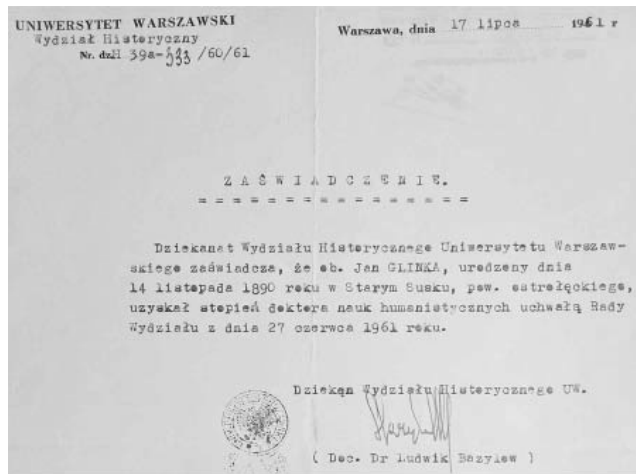 UNIWERSYTET WARSZAWSKI
Wydział Historyczny
Nr. dz.H 39a-533/60/61
Warszawa, dnia 17 lipca 1961 r
ZAŚWIADCZENIE.
= = = = = = = = = = = = = = =
Dziekanat Wydziału Historycznego Uniwersytetu Warszaw-
skiego zaświadcza, że ob. Jan GLINKA, urodzony dnia
14 listopada 1890 roku w Starym Susku, pow. ostrołęckiego,
uzyskał stopień doktora nauk humanistycznych uchwałą Rady
Wydziału z dnia 27 czerwca 1961 roku.
Dziekan Wydziału Historycznego UW.
( Doc. Dr Ludwik Bazylow )